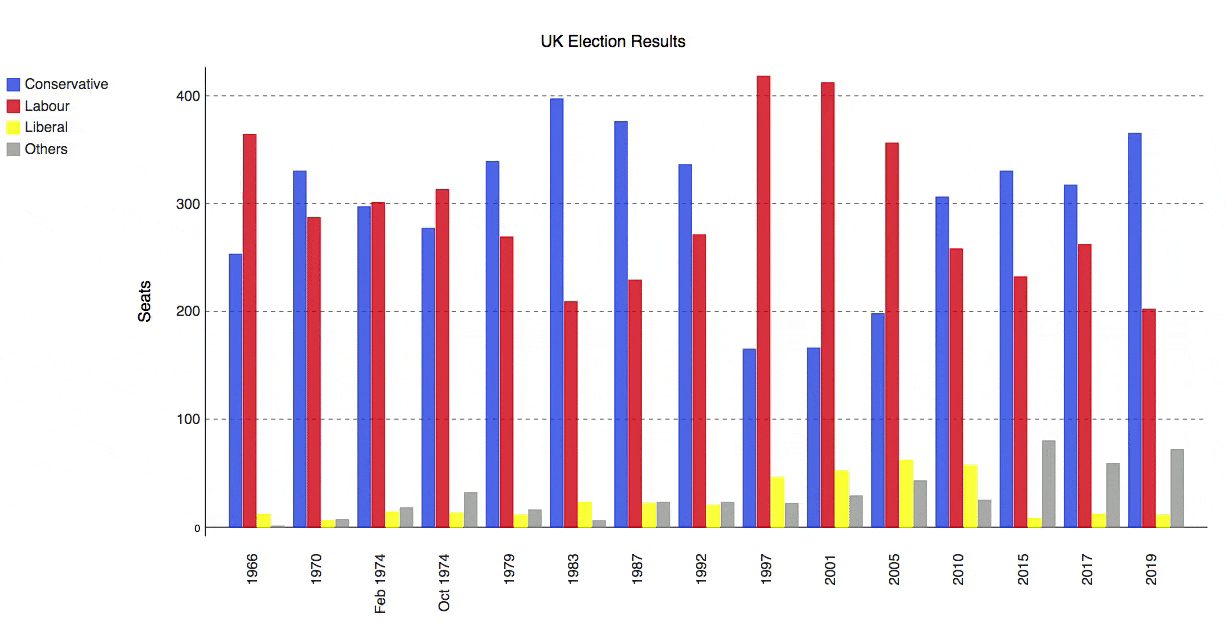 UK Election Results
Conservative
Labour
Liberal
Others
Seats
400
300
200
100
0
1966
1970
Feb 1974
Oct 1974
1979
1983
1987
1992
1997
2001
2005
2010
2015
2017
2019